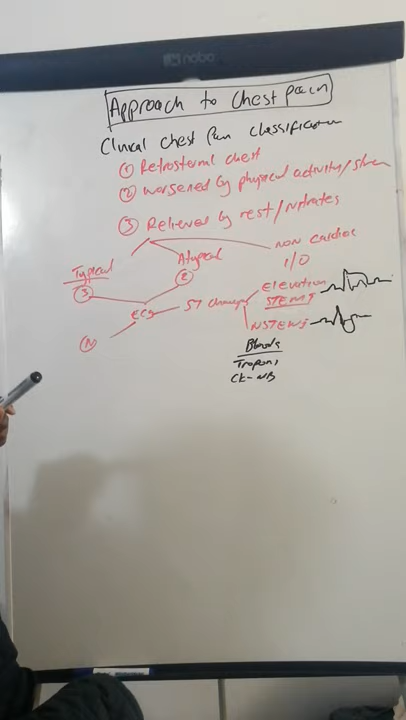 nobo
Approach to Chest pain
Clinical chest Pain classification
① Retrosternal chest
② worsened by physical activity/stress
③ Relieved by rest/Nitrates
Typical
③
Atypical
②
NON Cardiac
1/0
ECG
ST changes
Elevation
STEMI
NSTEMI
N
Bloods
Troponi
CK-MB